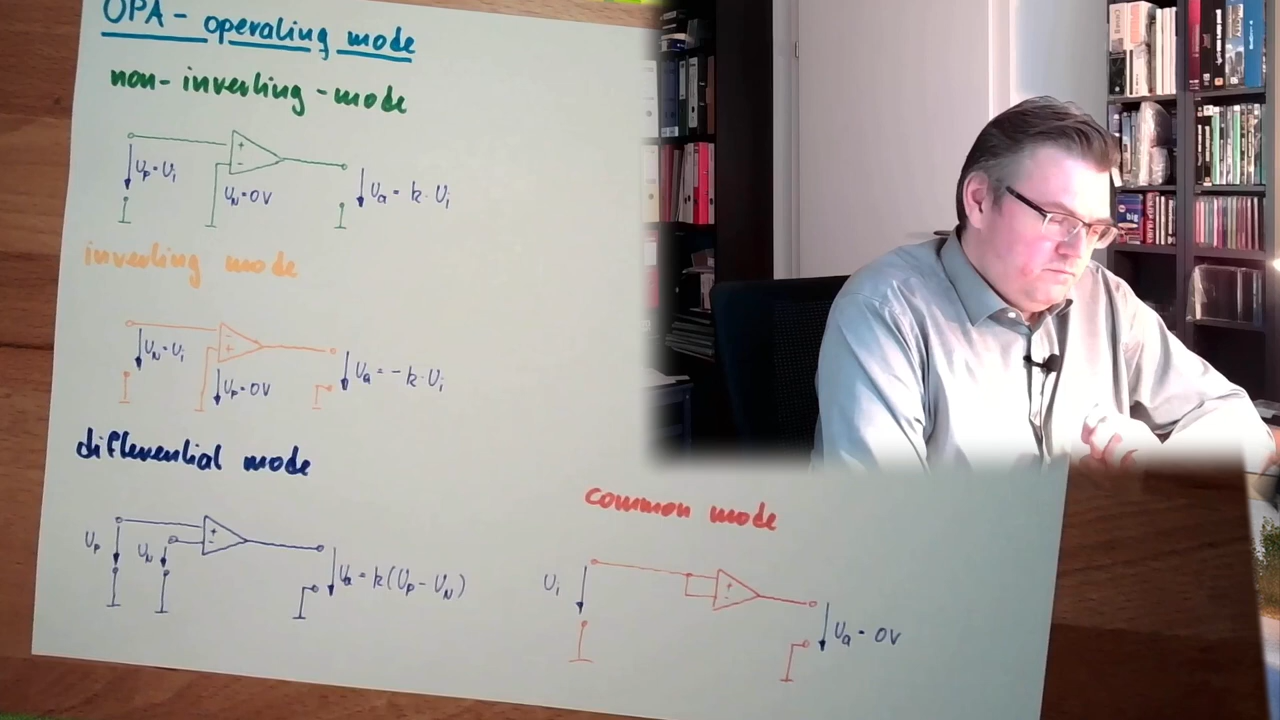 OPA - operating mode
non-inverting-mode
+
-
Up = Ui
UN = 0V
Ua = k · Ui
inverting mode
-
+
UN = Ui
Up = 0V
Ua = -k · Ui
differential mode
+
-
Up
UN
Ua = k(Up - UN)
common mode
+
-
Ui
Ua = 0V
big